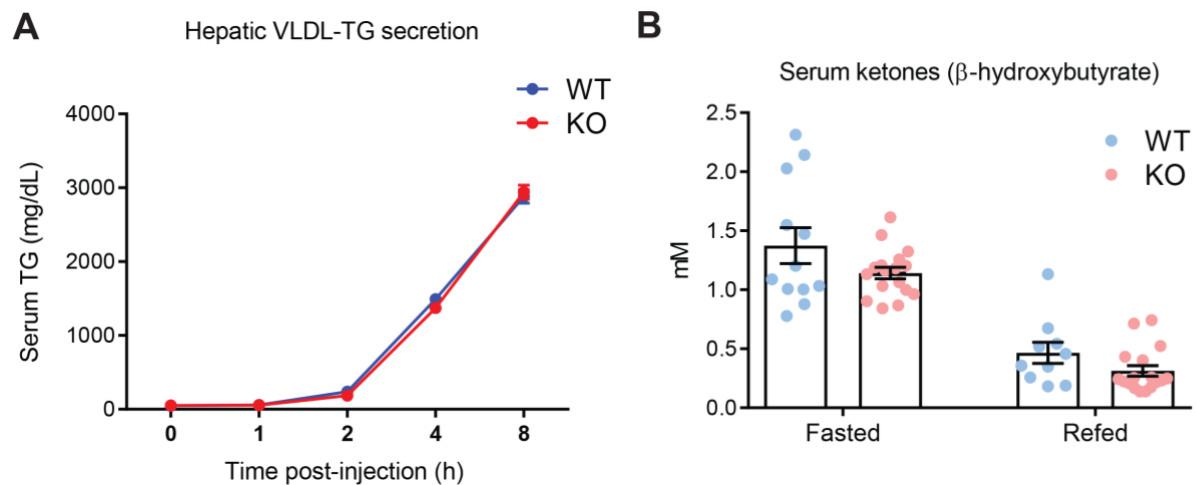 A
Hepatic VLDL-TG secretion
WT
KO
4000
3000
2000
1000
0
Serum TG (mg/dL)
0 1 2 4 8
Time post-injection (h)
B
Serum ketones (β-hydroxybutyrate)
WT
KO
2.5
2.0
1.5
1.0
0.5
0.0
mM
Fasted Refed